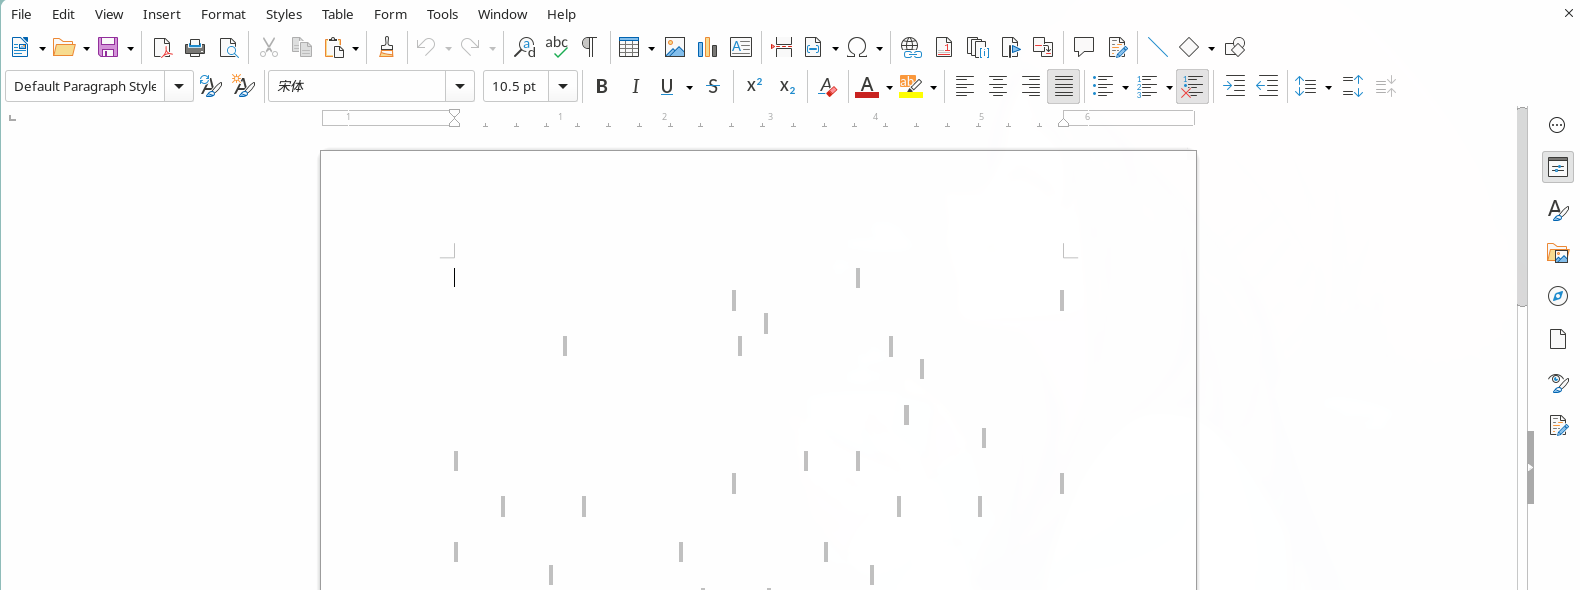 File Edit View Insert Format Styles Table Form Tools Window Help
Default Paragraph Style 宋体 10.5 pt
1 1 2 3 4 5 6